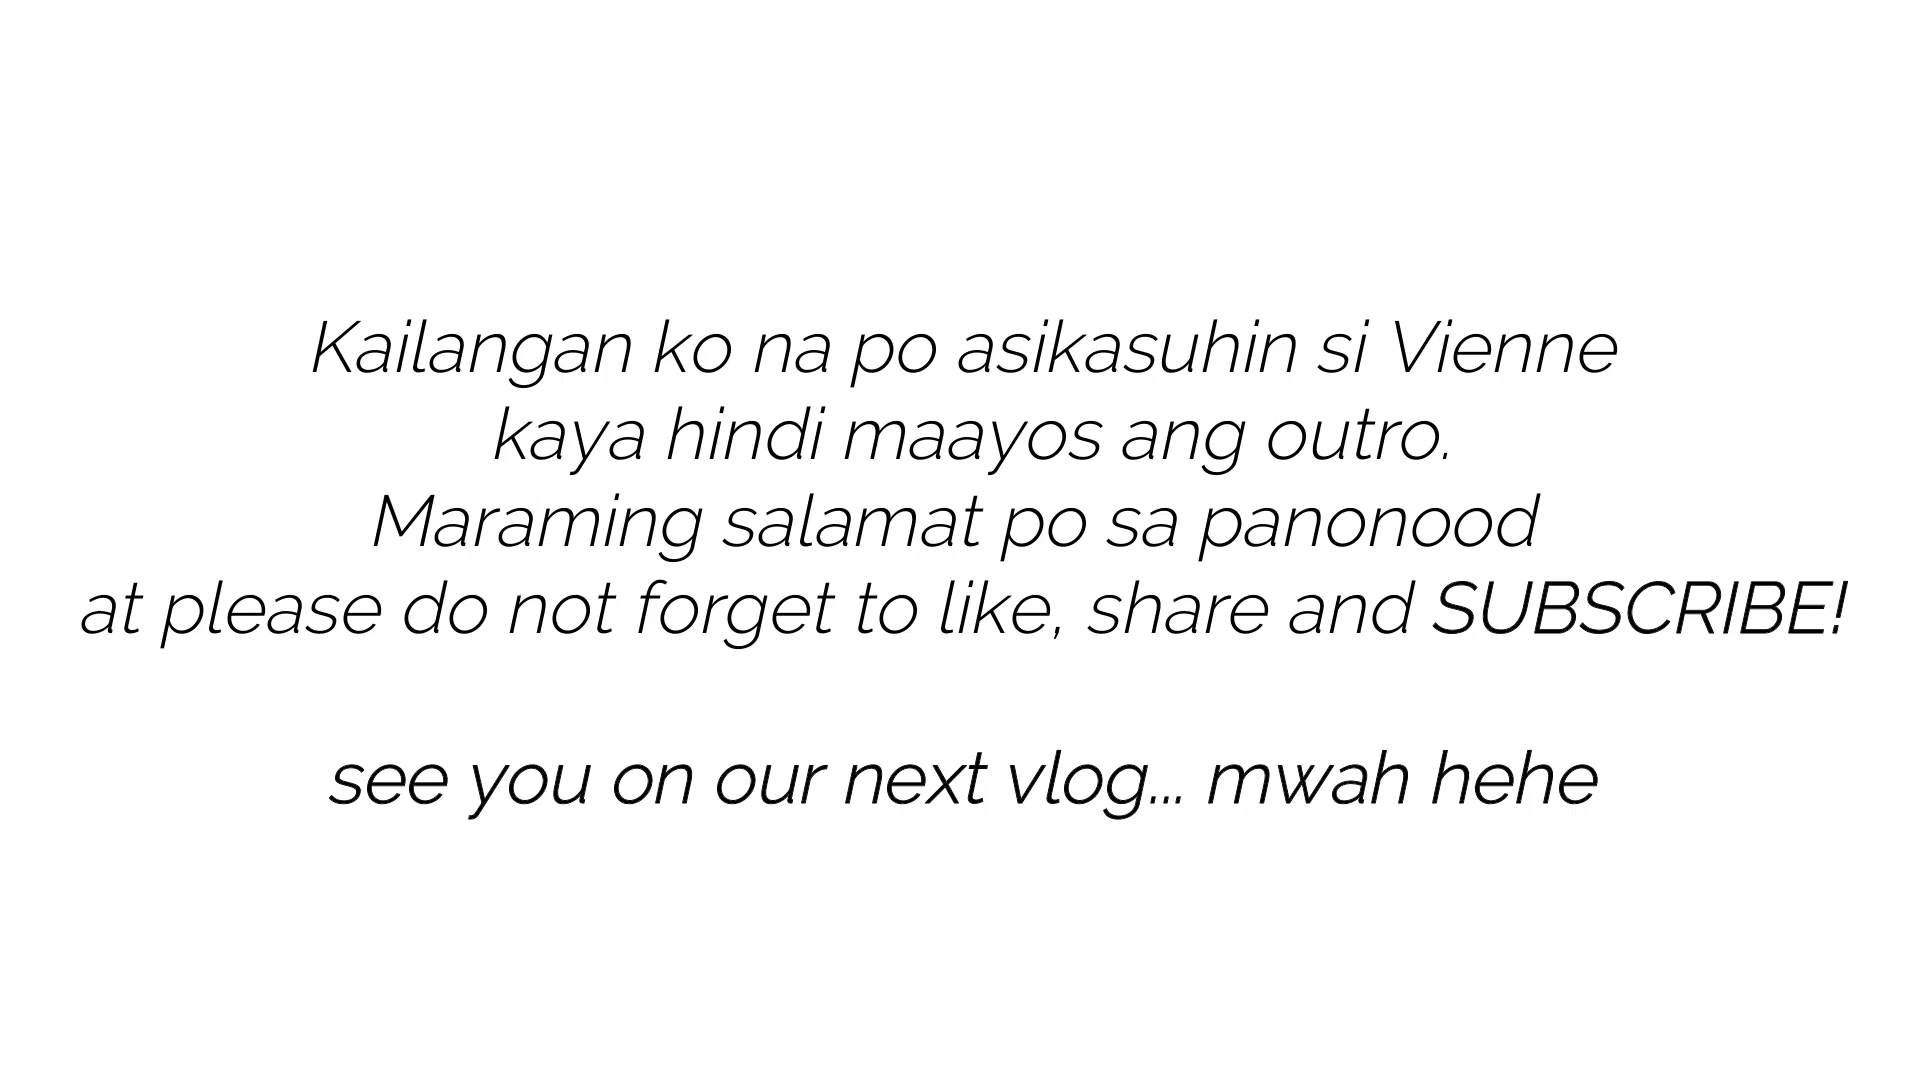 Kailangan ko na po asikasuhin si Vienne
kaya hindi maayos ang outro.
Maraming salamat po sa panonood
at please do not forget to like, share and SUBSCRIBE!
see you on our next vlog... mwah hehe